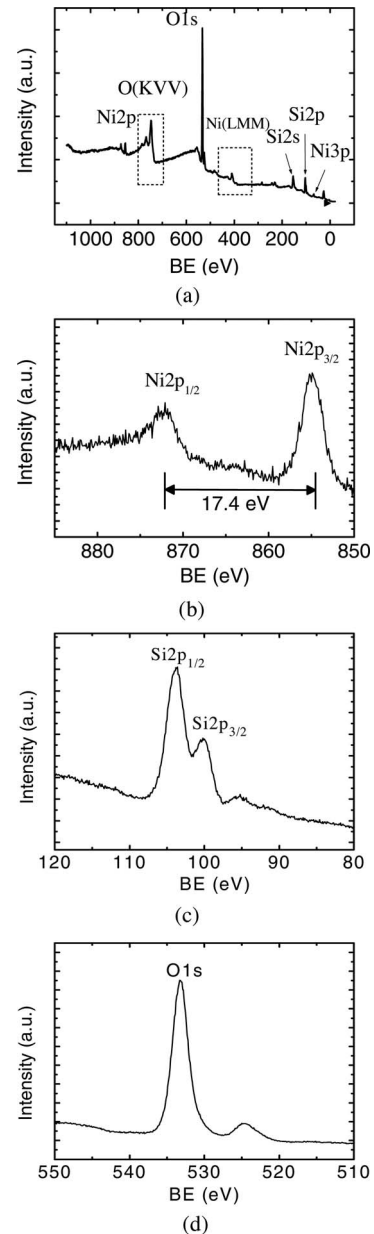 Intensity (a.u.)
O1s
O(KVV)
Ni2p
Ni(LMM)
Si2p
Si2s
Ni3p
1000 800 600 400 200 0
BE (eV)
(a)
Intensity (a.u.)
Ni2p3/2
Ni2p1/2
17.4 eV
880 870 860 850
BE (eV)
(b)
Intensity (a.u.)
Si2p1/2
Si2p3/2
120 110 100 90 80
BE (eV)
(c)
Intensity (a.u.)
O1s
550 540 530 520 510
BE (eV)
(d)